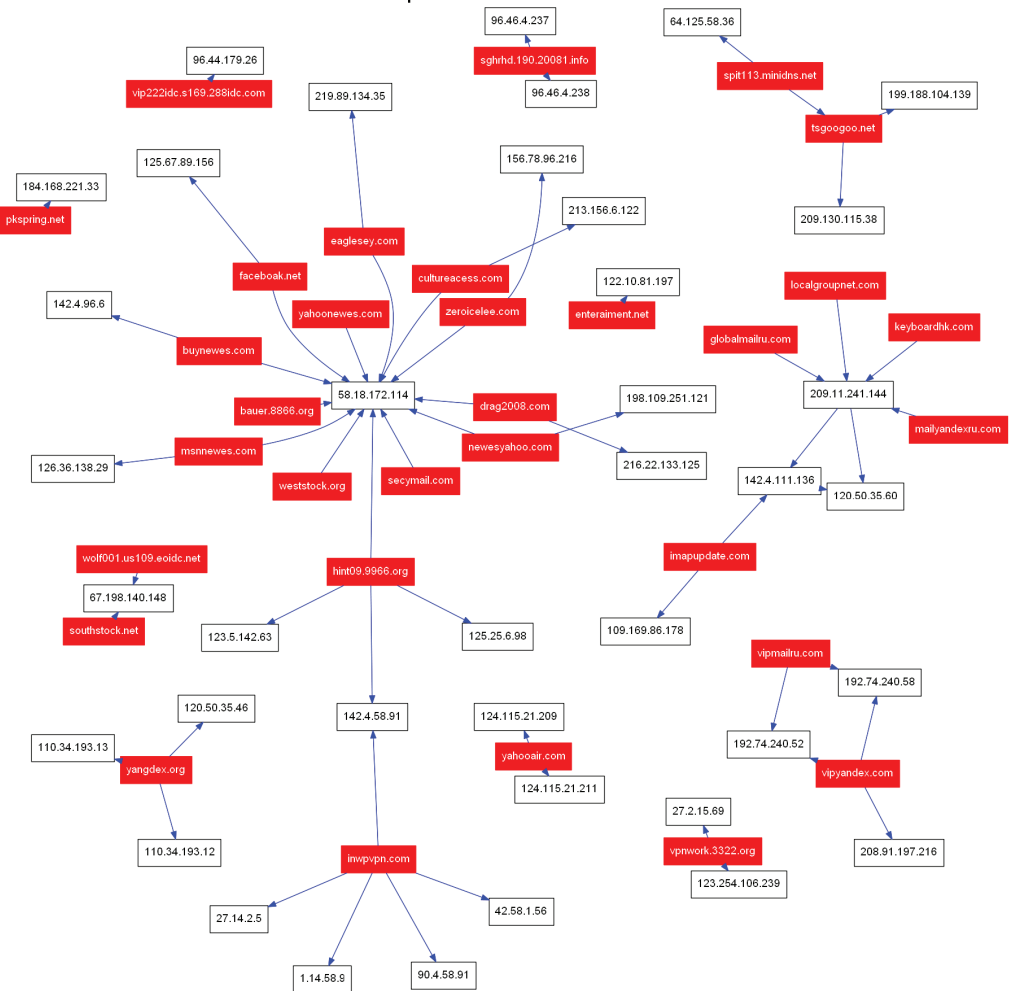 96.46.4.237
64.125.58.36
96.44.179.26
sghrhd.190.20081.info
spit113.minidns.net
vip222idc.s169.288idc.com
219.89.134.35
96.46.4.238
199.188.104.139
tsgoogoo.net
125.67.89.156
156.78.96.216
184.168.221.33
pkspring.net
213.156.6.122
209.130.115.38
eaglesey.com
faceboak.net
cultureacess.com
122.10.81.197
localgroupnet.com
142.4.96.6
yahoonewes.com
zeroicelee.com
enteraiment.net
keyboardhk.com
globalmailru.com
buynewes.com
58.18.172.114
209.11.241.144
bauer.8866.org
drag2008.com
198.109.251.121
mailyandexru.com
msnnewes.com
newesyahoo.com
126.36.138.29
216.22.133.125
weststock.org
secymail.com
142.4.111.136
120.50.35.60
wolf001.us109.eoidc.net
imapupdate.com
hint09.9966.org
67.198.140.148
southstock.net
123.5.142.63
125.25.6.98
109.169.86.178
vipmailru.com
192.74.240.58
120.50.35.46
142.4.58.91
124.115.21.209
110.34.193.13
192.74.240.52
yangdex.org
yahooair.com
vipyandex.com
124.115.21.211
27.2.15.69
110.34.193.12
inwpvpn.com
vpnwork.3322.org
208.91.197.216
123.254.106.239
27.14.2.5
42.58.1.56
1.14.58.9
90.4.58.91